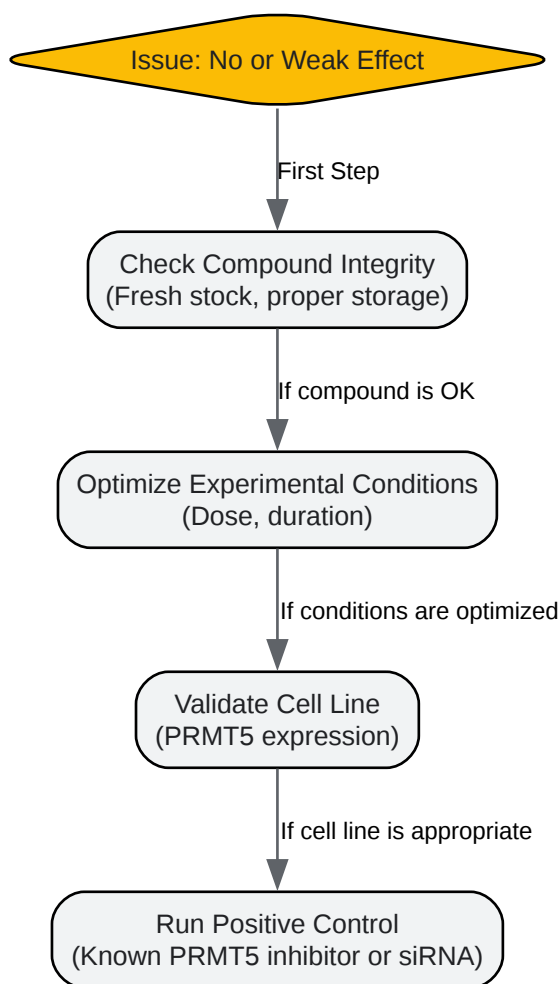 Issue: No or Weak Effect
First Step
Check Compound Integrity
(Fresh stock, proper storage)
If compound is OK
Optimize Experimental Conditions
(Dose, duration)
If conditions are optimized
Validate Cell Line
(PRMT5 expression)
If cell line is appropriate
Run Positive Control
(Known PRMT5 inhibitor or siRNA)